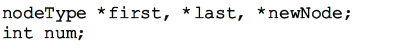 nodeType *first, *last, *newNode;
int num;